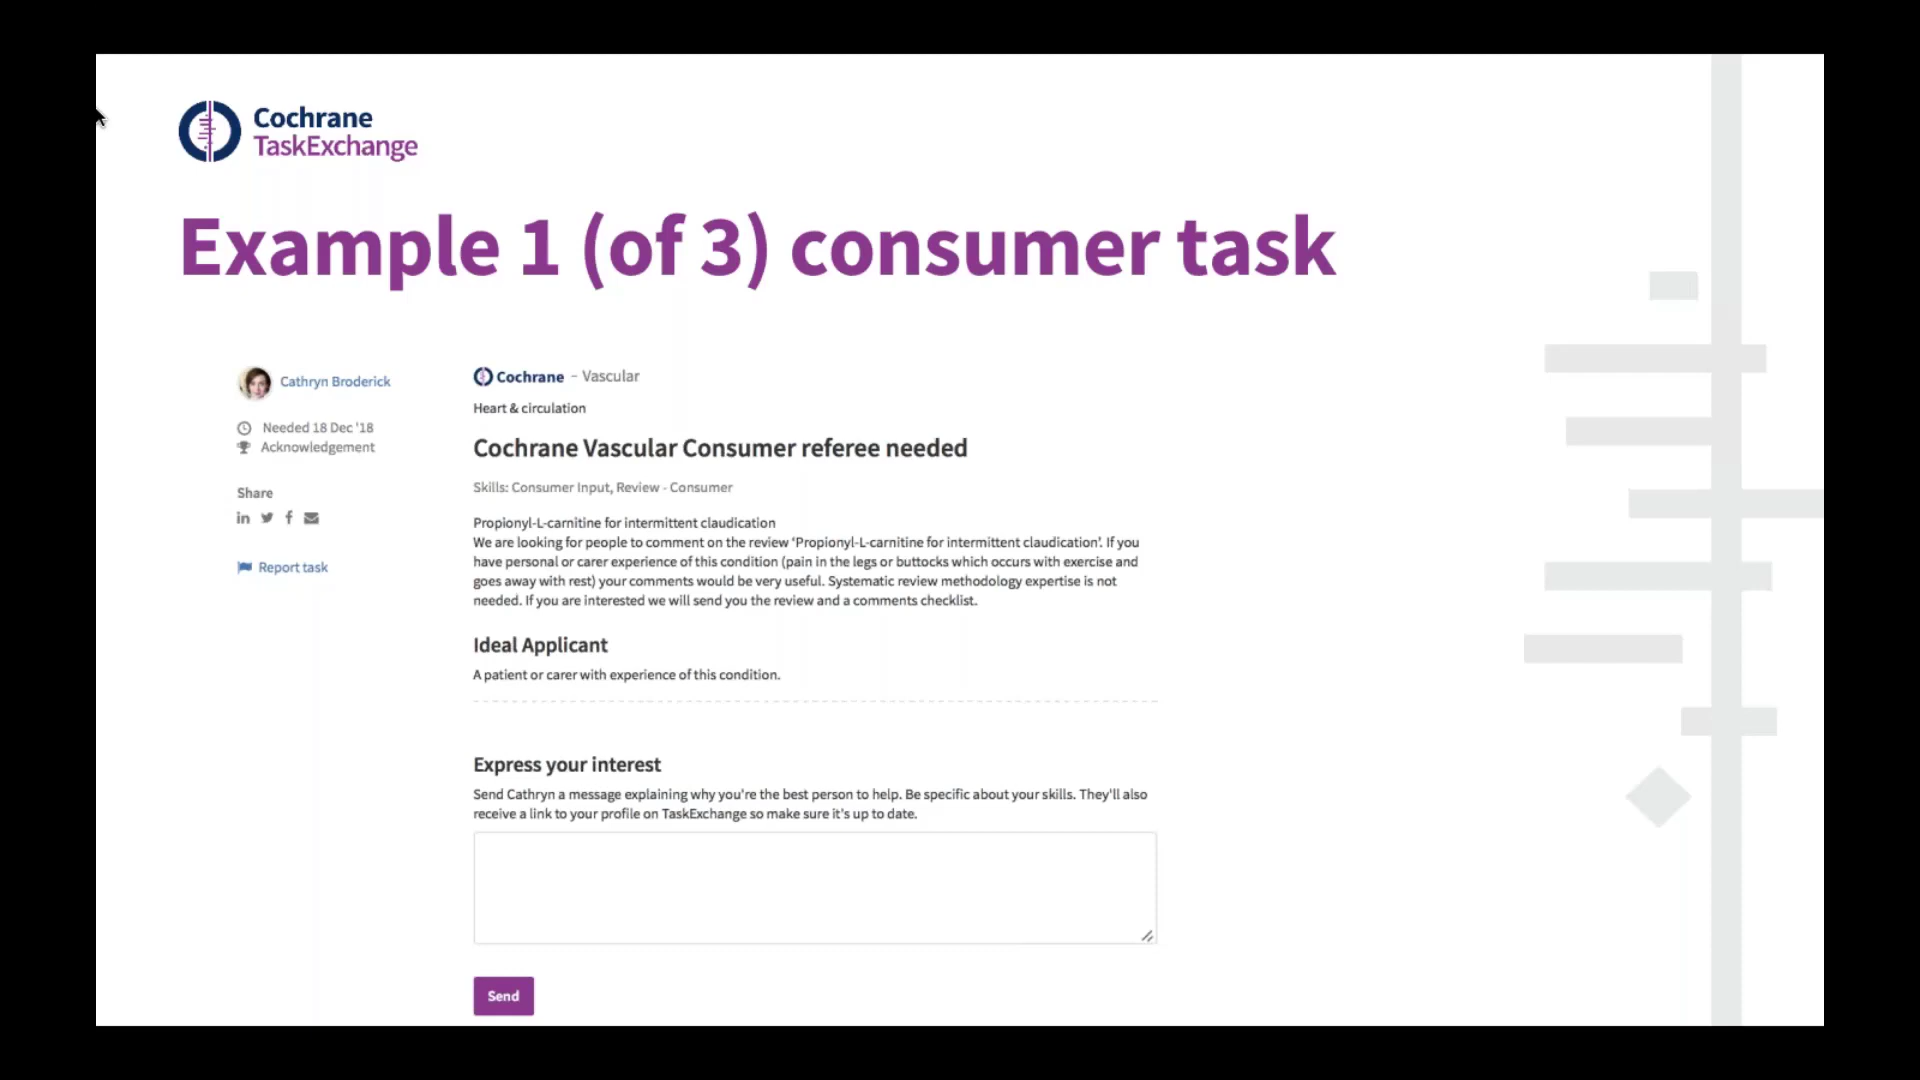 Cochrane
TaskExchange
Example 1 (of 3) consumer task
Cathryn Broderick
Needed 18 Dec '18
Acknowledgement
Share
Report task
Cochrane – Vascular
Heart & circulation
Cochrane Vascular Consumer referee needed
Skills: Consumer Input, Review - Consumer
Propionyl-L-carnitine for intermittent claudication
We are looking for people to comment on the review ‘Propionyl-L-carnitine for intermittent claudication’. If you
have personal or carer experience of this condition (pain in the legs or buttocks which occurs with exercise and
goes away with rest) your comments would be very useful. Systematic review methodology expertise is not
needed. If you are interested we will send you the review and a comments checklist.
Ideal Applicant
A patient or carer with experience of this condition.
Express your interest
Send Cathryn a message explaining why you're the best person to help. Be specific about your skills. They'll also
receive a link to your profile on TaskExchange so make sure it's up to date.
Send